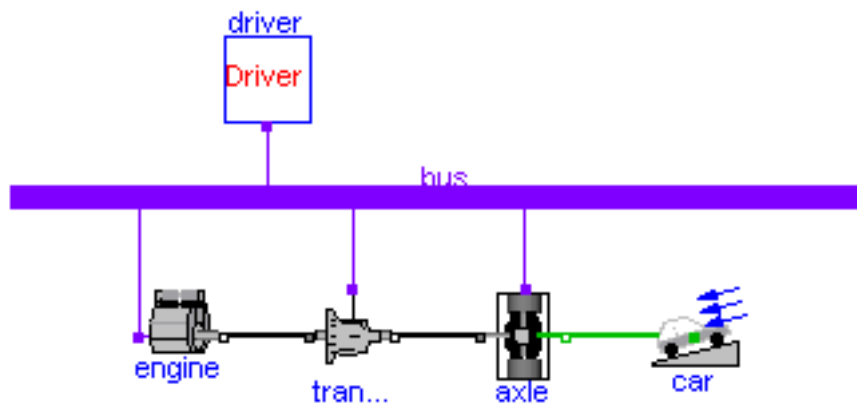 driver
Driver
bus
engine
tran...
axle
car